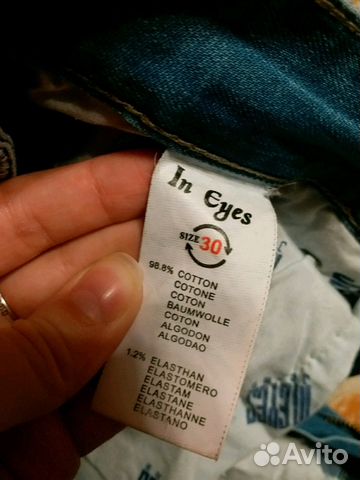 In Eyes
SIZE 30
98.8% COTTON
COTONE
COTON
BAUMWOLLE
COTON
ALGODON
ALGODAO
1.2% ELASTHAN
ELASTOMERO
ELASTAM
ELASTANE
ELASTHANNE
ELASTANO
Avito